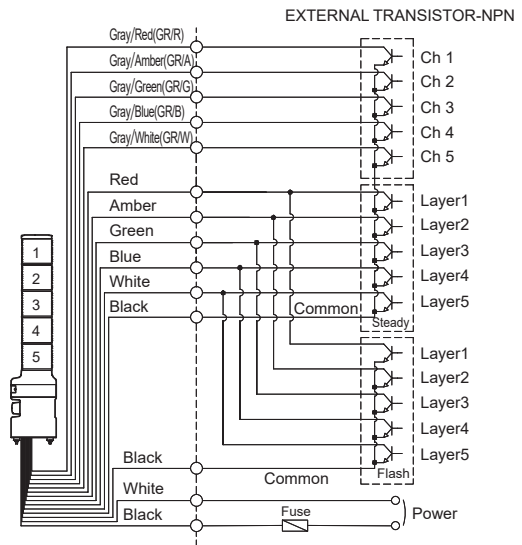 EXTERNAL TRANSISTOR-NPN
Gray/Red(GR/R)
Ch 1
Gray/Amber(GR/A)
Ch 2
Gray/Green(GR/G)
Ch 3
Gray/Blue(GR/B)
Ch 4
Gray/White(GR/W)
Ch 5
Red
Layer1
Amber
Layer2
Green
Layer3
Blue
Layer4
White
Layer5
Black
Common
Steady
Layer1
Layer2
Layer3
Layer4
Layer5
Flash
Black
Common
White
Black
Fuse
Power
1
2
3
4
5